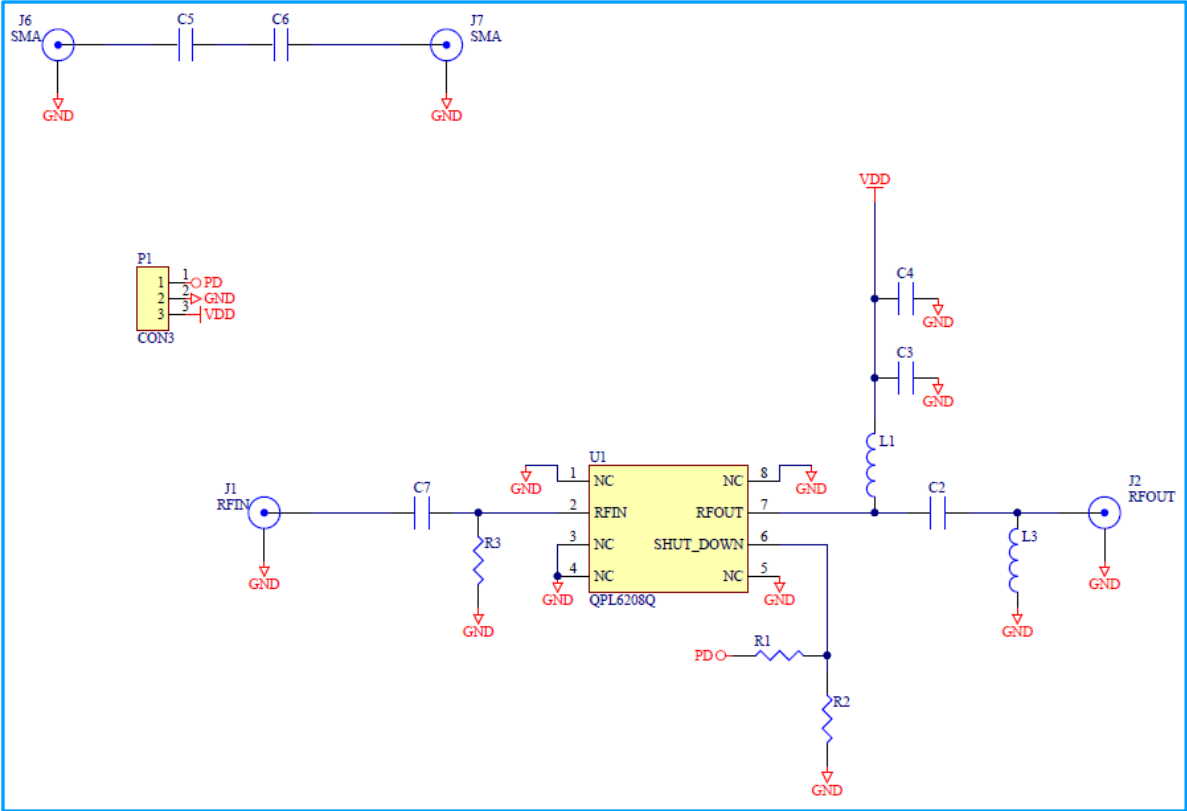 J6
SMA
C5
C6
J7
SMA
GND
GND
VDD
P1
1 1 PD
2 2 GND
3 3 VDD
CON3
C4
GND
C3
GND
L1
U1
GND
1 NC
NC 8
GND
J1
RFIN
C7
2 RFIN
RFOUT 7
C2
J2
RFOUT
R3
3 NC
SHUT_DOWN 6
L3
4 NC
NC 5
GND
GND
GND
GND
QPL6208Q
GND
GND
R1
PD
R2
GND
GND